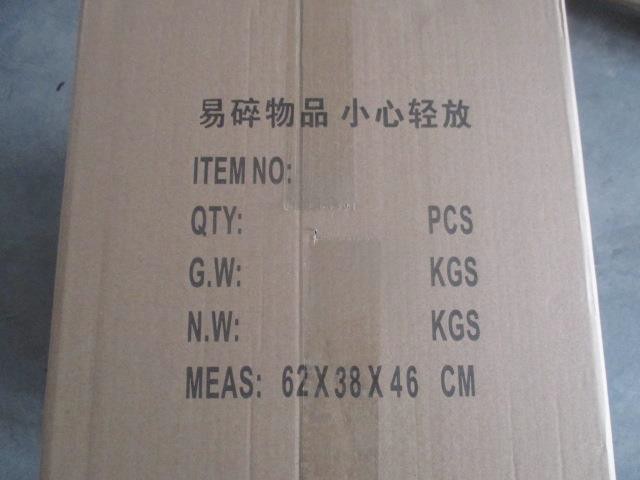 易碎物品 小心轻放
ITEM NO:
QTY: PCS
G.W: KGS
N.W: KGS
MEAS: 62X38X46 CM